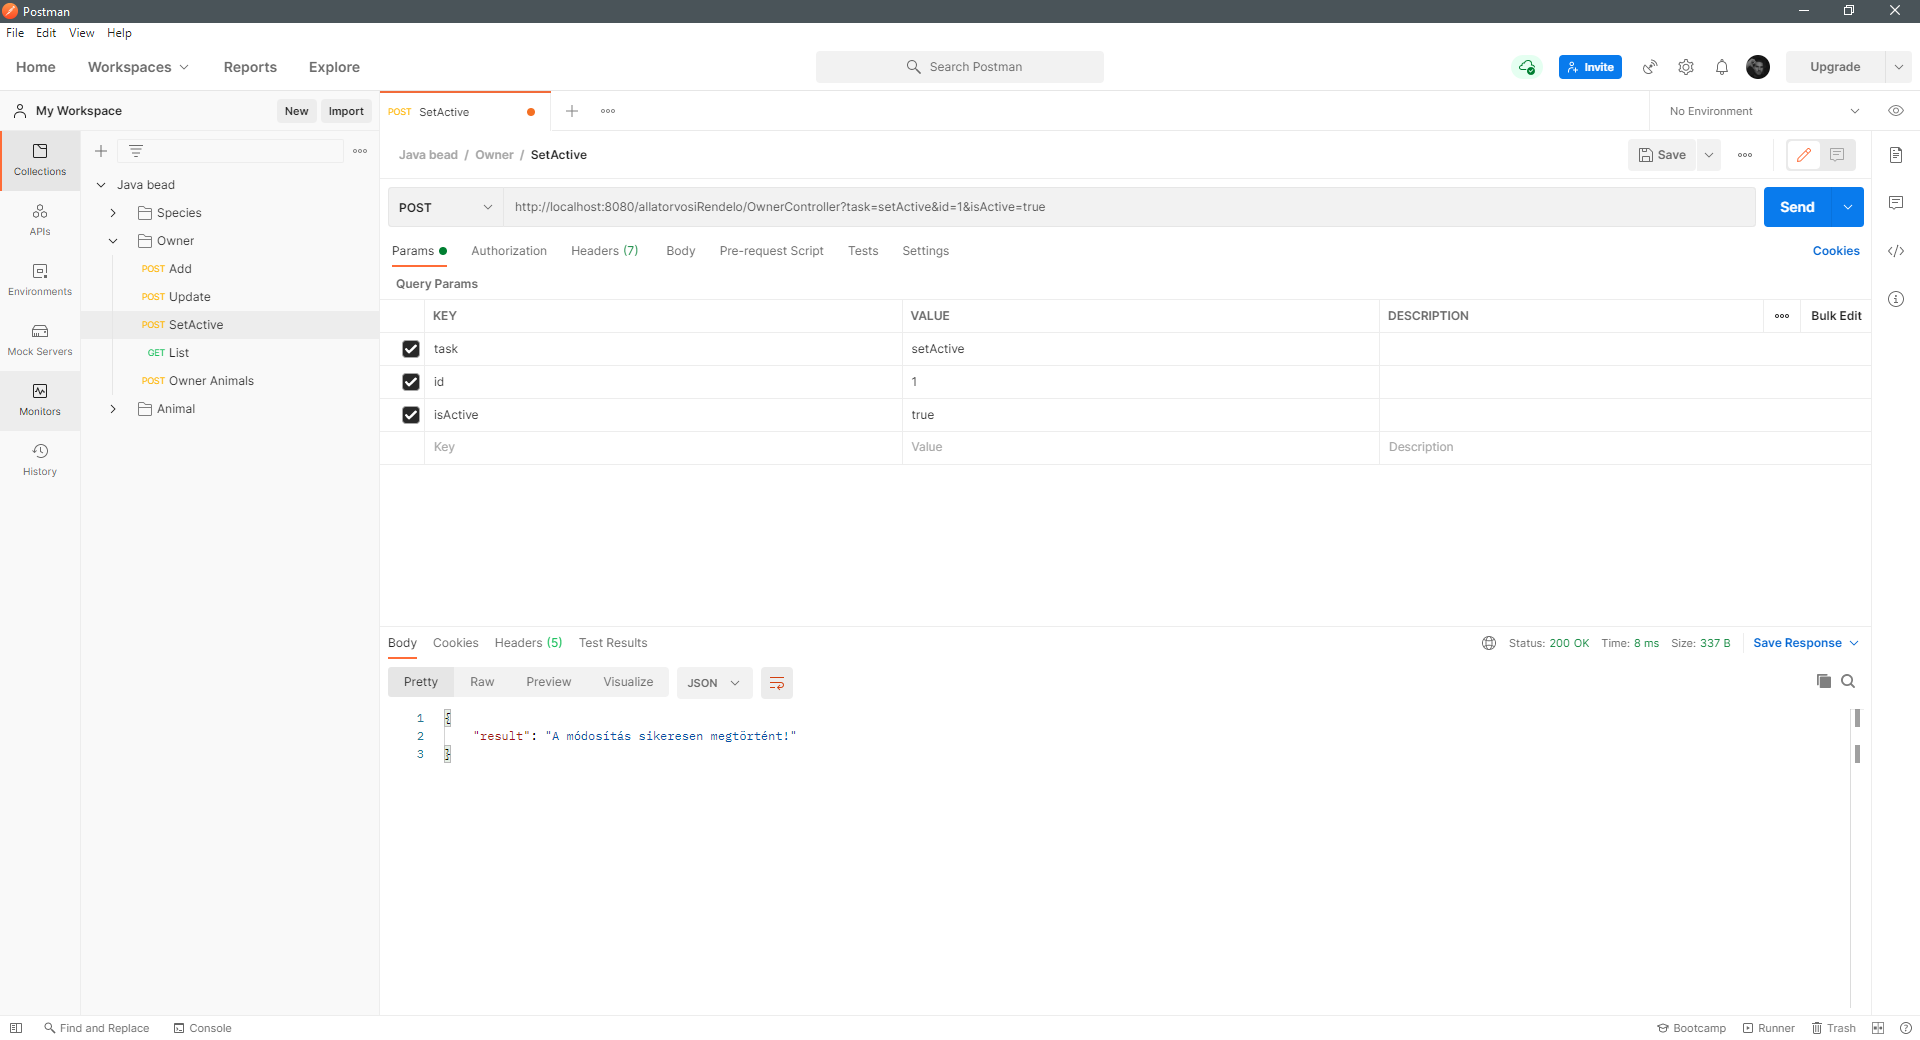 Postman
File Edit View Help
Home Workspaces Reports Explore Search Postman Invite Upgrade
My Workspace New Import
POST SetActive
No Environment
Collections
APIs
Environments
Mock Servers
Monitors
History
Java bead
Species
Owner
POST Add
POST Update
POST SetActive
GET List
POST Owner Animals
Animal
Java bead / Owner / SetActive Save
POST http://localhost:8080/allatorvosiRendelo/OwnerController?task=setActive&id=1&isActive=true Send
Params Authorization Headers (7) Body Pre-request Script Tests Settings Cookies
Query Params
KEY VALUE DESCRIPTION Bulk Edit
task setActive
id 1
isActive true
Key Value Description
Body Cookies Headers (5) Test Results Status: 200 OK Time: 8 ms Size: 337 B Save Response
Pretty Raw Preview Visualize JSON
1 {
2 "result": "A módosítás sikeresen megtörtént!"
3 }
Find and Replace Console Bootcamp Runner Trash